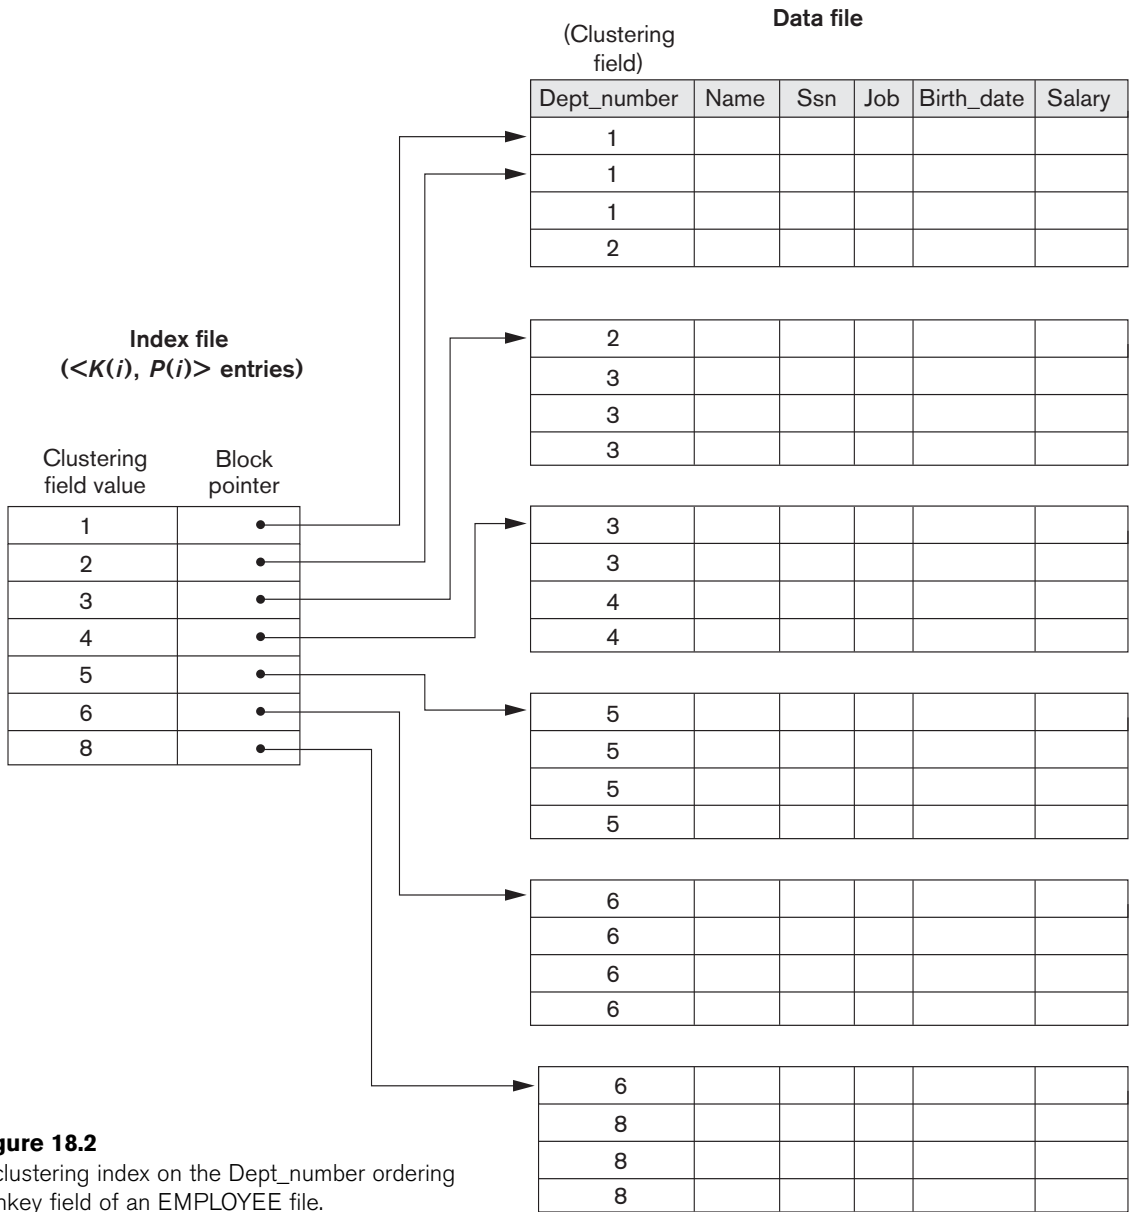 Data file
(Clustering
field)
Dept_number Name Ssn Job Birth_date Salary
1
1
1
2
2
3
3
3
3
3
4
4
5
5
5
5
6
6
6
6
6
8
8
8
Index file
(<K(i), P(i)> entries)
Clustering
field value
Block
pointer
1
2
3
4
5
6
8
gure 18.2
clustering index on the Dept_number ordering
nkey field of an EMPLOYEE file.